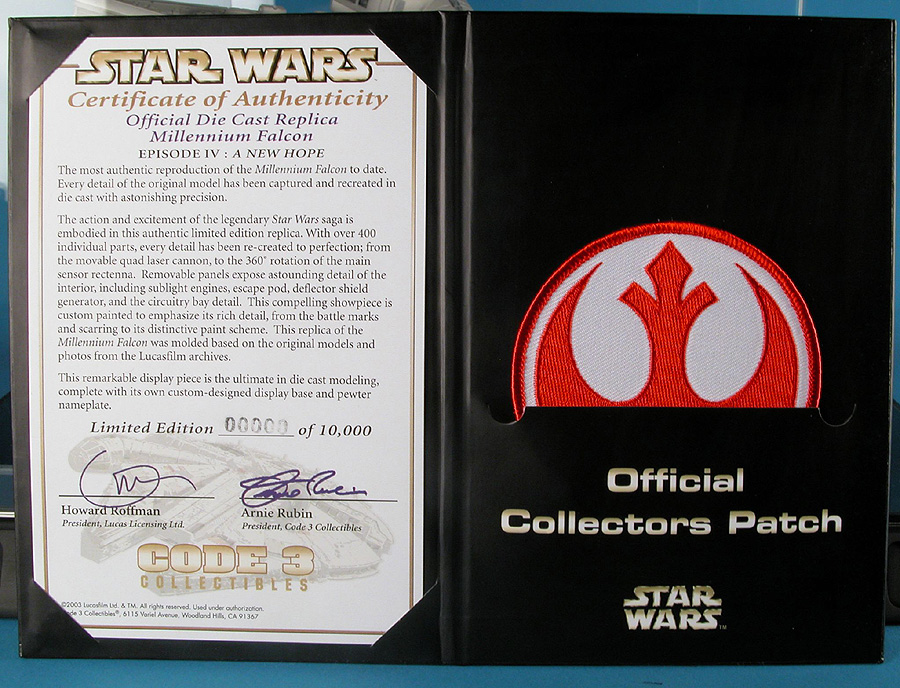 STAR WARS
Certificate of Authenticity
Official Die Cast Replica
Millennium Falcon
EPISODE IV : A NEW HOPE
The most authentic reproduction of the Millennium Falcon to date.
Every detail of the original model has been captured and recreated in
die cast with astonishing precision.
The action and excitement of the legendary Star Wars saga is
embodied in this authentic limited edition replica. With over 400
individual parts, every detail has been re-created to perfection; from
the movable quad laser cannon, to the 360° rotation of the main
sensor rectenna. Removable panels expose astounding detail of the
interior, including sublight engines, escape pod, deflector shield
generator, and the circuitry bay detail. This compelling showpiece is
custom painted to emphasize its rich detail, from the battle marks
and scarring to its distinctive paint scheme. This replica of the
Millennium Falcon was molded based on the original models and
photos from the Lucasfilm archives.
This remarkable display piece is the ultimate in die cast modeling,
complete with its own custom-designed display base and pewter
nameplate.
Limited Edition 00000 of 10,000
Howard Roffman
President, Lucas Licensing Ltd.
Arnie Rubin
President, Code 3 Collectibles
CODE 3
COLLECTIBLES
©2003 Lucasfilm Ltd. & TM. All rights reserved. Used under authorization.
de 3 Collectibles®, 6115 Variel Avenue, Woodland Hills, CA 91367
Official
Collectors Patch
STAR
WARS
TM